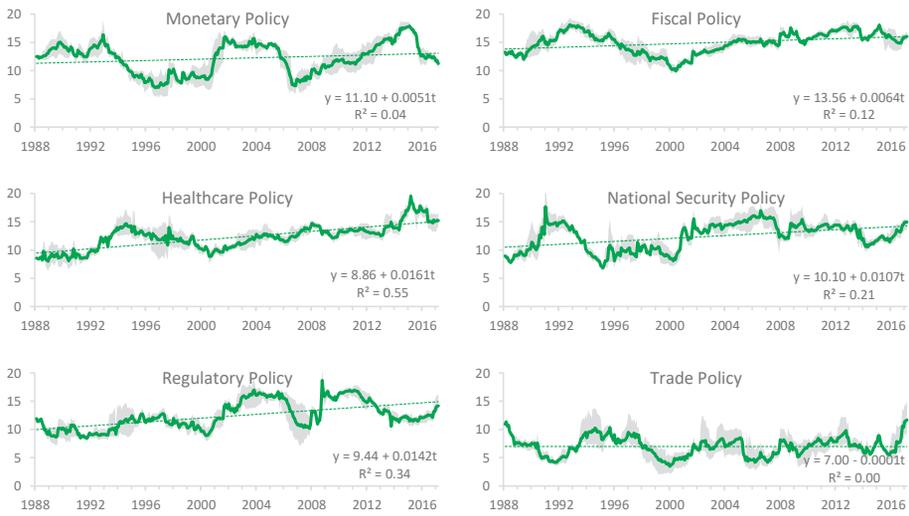 Monetary Policy
20
15
10
5
0
y = 11.10 + 0.0051t
R² = 0.04
1988 1992 1996 2000 2004 2008 2012 2016
Fiscal Policy
20
15
10
5
0
y = 13.56 + 0.0064t
R² = 0.12
1988 1992 1996 2000 2004 2008 2012 2016
Healthcare Policy
20
15
10
5
0
y = 8.86 + 0.0161t
R² = 0.55
1988 1992 1996 2000 2004 2008 2012 2016
National Security Policy
20
15
10
5
0
y = 10.10 + 0.0107t
R² = 0.21
1988 1992 1996 2000 2004 2008 2012 2016
Regulatory Policy
20
15
10
5
0
y = 9.44 + 0.0142t
R² = 0.34
1988 1992 1996 2000 2004 2008 2012 2016
Trade Policy
20
15
10
5
0
y = 7.00 - 0.0001t
R² = 0.00
1988 1992 1996 2000 2004 2008 2012 2016